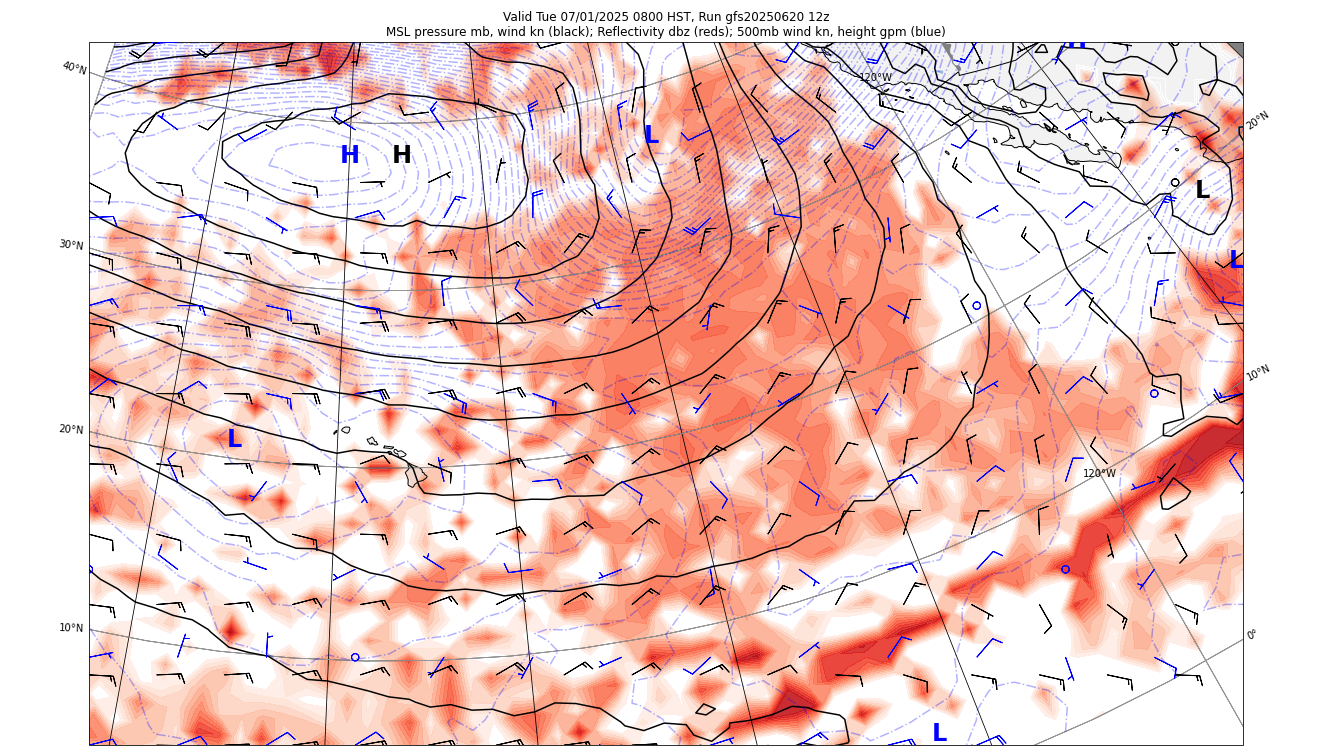 Valid Tue 07/01/2025 0800 HST, Run gfs20250620 12z
MSL pressure mb, wind kn (black); Reflectivity dbz (reds); 500mb wind kn, height gpm (blue)
H
40°N
120°W
20°N
L
H H
L
30°N
L
10°N
20°N
L
120°W
10°N
0°
L